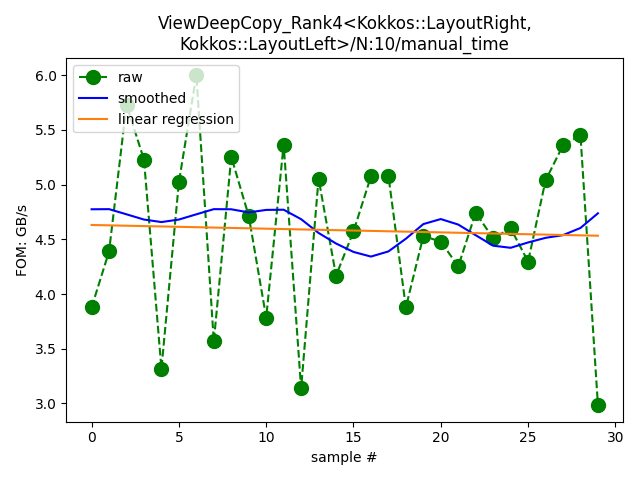 ViewDeepCopy_Rank4<Kokkos::LayoutRight,
Kokkos::LayoutLeft>/N:10/manual_time
raw
smoothed
linear regression
FOM: GB/s
6.0
5.5
5.0
4.5
4.0
3.5
3.0
0 5 10 15 20 25 30
sample #